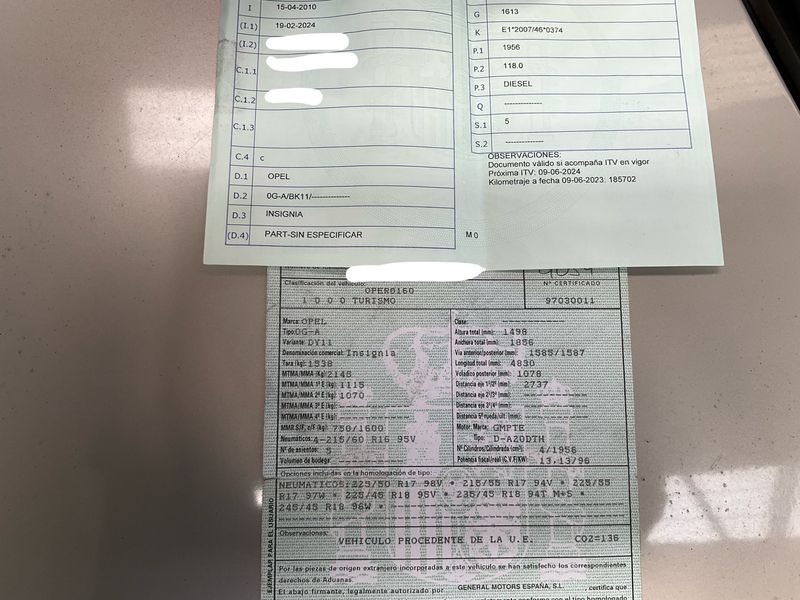 I 15-04-2010
(I.1) 19-02-2024
(I.2)
C.1.1
C.1.2
C.1.3
C.4 c
D.1 OPEL
D.2 0G-A/BK11/--------------
D.3 INSIGNIA
(D.4) PART-SIN ESPECIFICAR
G 1613
K E1*2007/46*0374
P.1 1956
P.2 118.0
P.3 DIESEL
Q --------------
S.1 5
S.2 --------------
OBSERVACIONES:
Documento válido si acompaña ITV en vigor
Próxima ITV: 09-06-2024
Kilometraje a fecha 09-06-2023: 185702
M 0
Clasificación del vehículo:
OPER0160
1 0 0 0 TURISMO
Nº CERTIFICADO
97030011
Marca: OPEL
Tipo: OG-A
Variante: DY11
Denominación comercial: Insignia
Tara (kg): 1538
MTMA/MMA (Kg): 2145
MTMA/MMA 1º E (kg): 1115
MTMA/MMA 2º E (kg): 1070
MTMA/MMA 3º E (kg):
MTMA/MMA 4º E (kg):
MMR S/F, c/F (kg): 750/1600
Neumáticos: 4-215/60 R16 95V
Nº de asientos: 5
Volumen de bodega:
Clase:
Altura total (mm): 1498
Anchura total (mm): 1856
Vía anterior/posterior (mm): 1585/1587
Longitud total (mm): 4830
Voladizo posterior (mm): 1078
Distancia eje 1º/2º (mm): 2737
Distancia eje 2º/3º (mm):
Distancia eje 3º/4º (mm):
Distancia 5ª rueda/últ. (mm):
Motor: Marca: GMPTE
Tipo: D-A20DTH
Nº Cilindros/Cilindrada (cm³): 4/1956
Potencia fiscal/real (C.V.F/KW): 13,13/96
Opciones incluidas en la homologación de tipo:
NEUMATICOS:225/50 R17 98V * 215/55 R17 94V * 225/55
R17 97W * 225/45 R18 95V * 235/45 R18 94T M+S *
245/45 R18 96W *
Observaciones:
VEHICULO PROCEDENTE DE LA U.E. CO2=136
EJEMPLAR PARA EL USUARIO
Por las piezas de origen extranjero incorporadas a este vehículo se han satisfecho los correspondientes
derechos de Aduanas.
El abajo firmante, legalmente autorizado por GENERAL MOTORS ESPAÑA, S.L. , certifica que